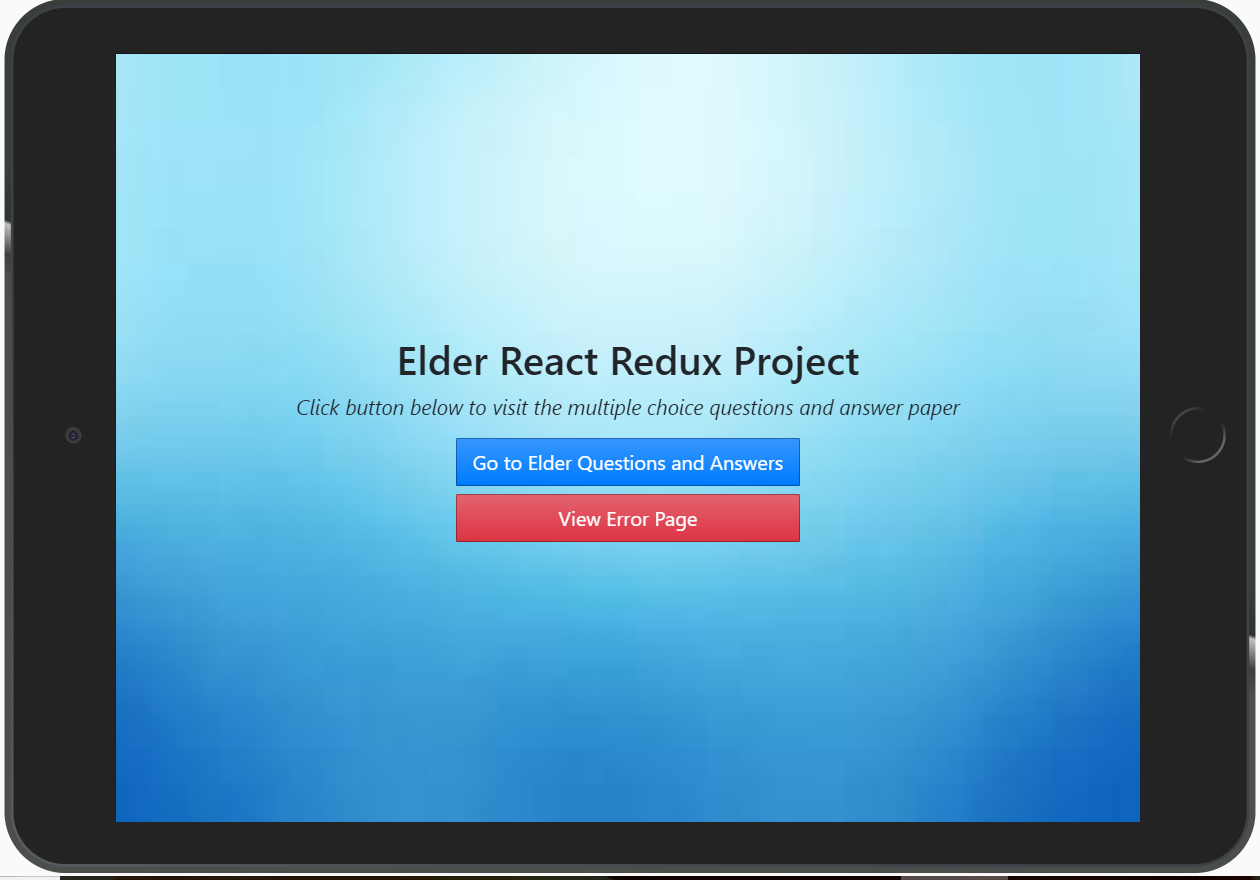 Elder React Redux Project
Click button below to visit the multiple choice questions and answer paper
Go to Elder Questions and Answers
View Error Page